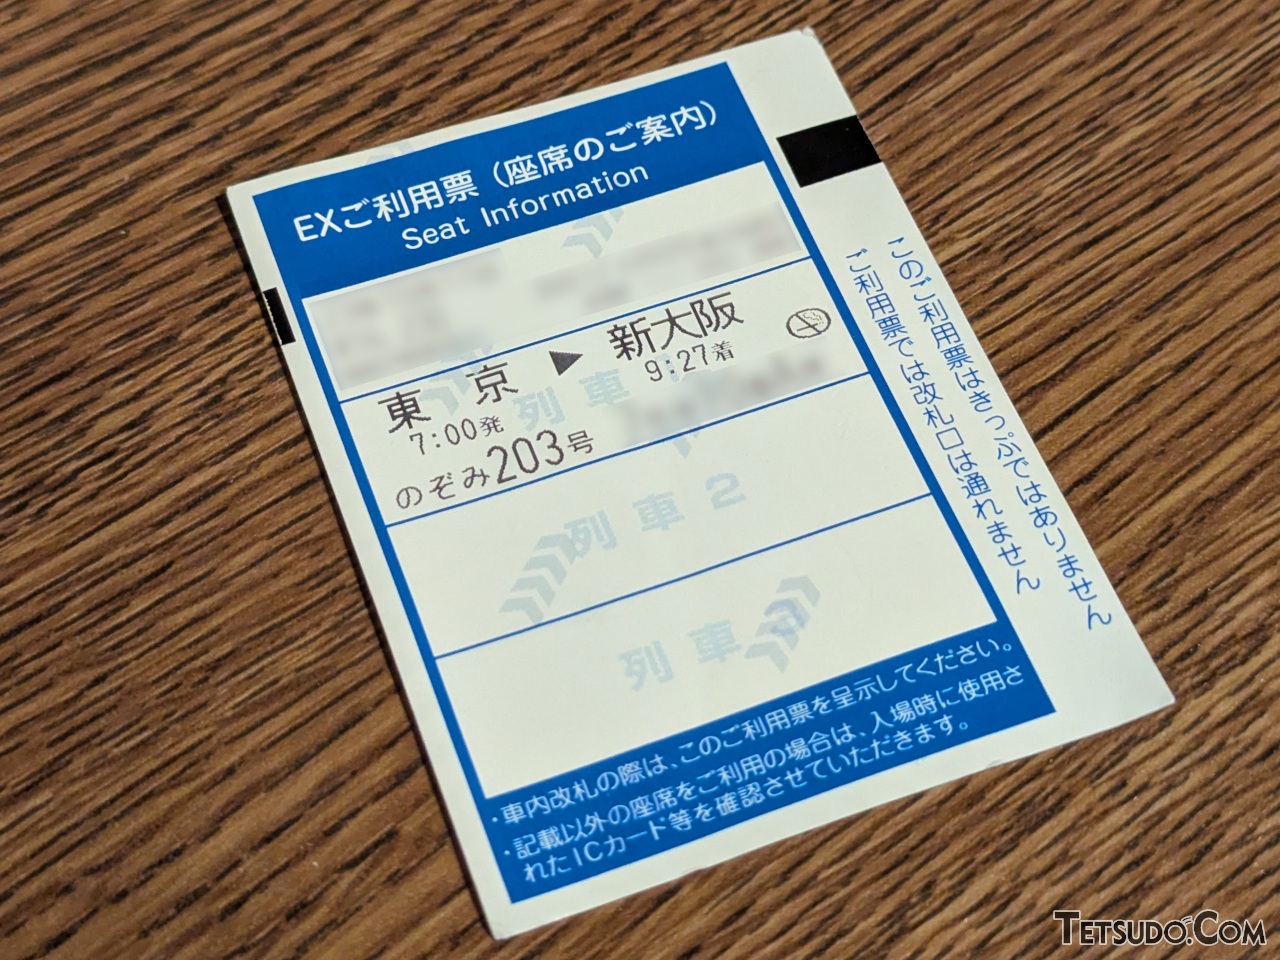 EXご利用票（座席のご案内）
Seat Information
東京 ▶ 新大阪
7:00発 9:27着
のぞみ203号
列車
列車2
列車3
・車内改札の際は、このご利用票を呈示してください。
・記載以外の座席をご利用の場合は、入場時に使用さ
れたICカード等を確認させていただきます。
このご利用票はきっぷではありません
ご利用票では改札口は通れません
TETSUDO.COM